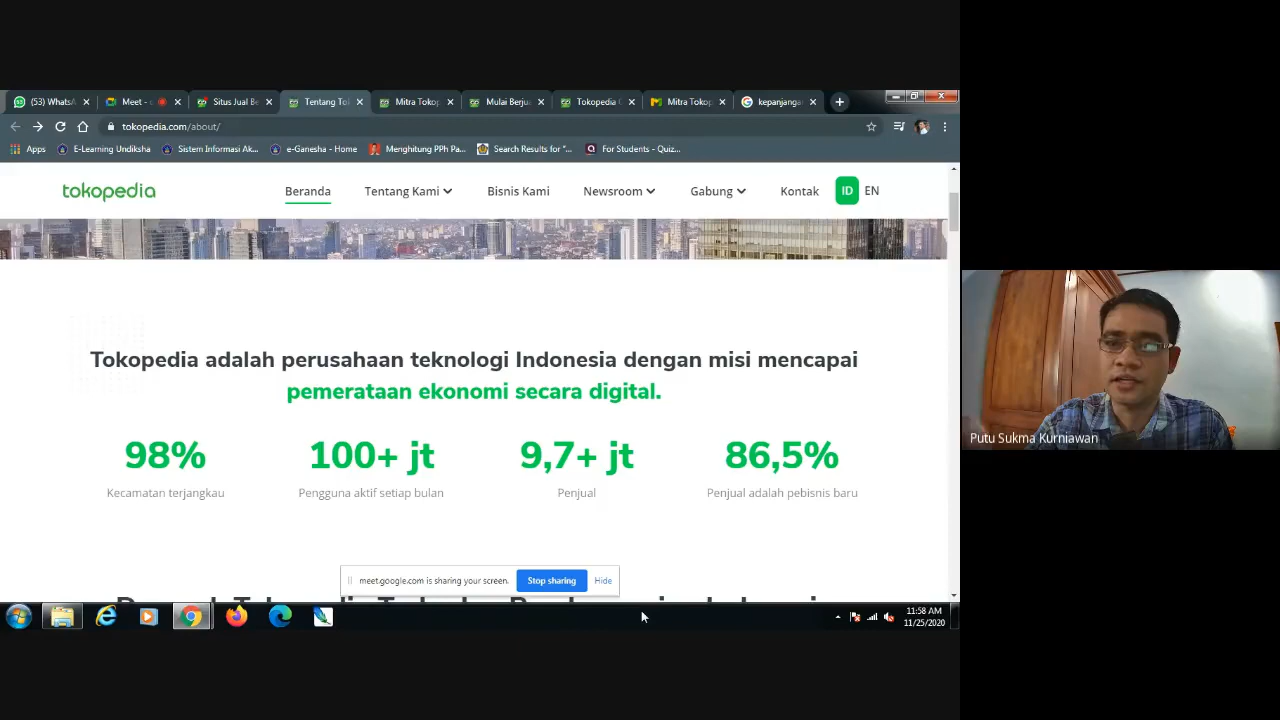 (53) WhatsA
Meet -
Situs Jual Be
Tentang To
Mitra Tokop
Mulai Berju
Tokopedia
Mitra Tokop
kepanjangan
tokopedia.com/about/
Apps
E-Learning Undiksha
Sistem Informasi Ak...
e-Ganesha - Home
Menghitung PPh Pa...
Search Results for "...
For Students - Quiz...
tokopedia
Beranda
Tentang Kami
Bisnis Kami
Newsroom
Gabung
Kontak
ID
EN
Tokopedia adalah perusahaan teknologi Indonesia dengan misi mencapai
pemerataan ekonomi secara digital.
98%
100+ jt
9,7+ jt
86,5%
Kecamatan terjangkau
Pengguna aktif setiap bulan
Penjual
Penjual adalah pebisnis baru
meet.google.com is sharing your screen.
Stop sharing
Hide
11:58 AM
11/25/2020
Putu Sukma Kurniawan